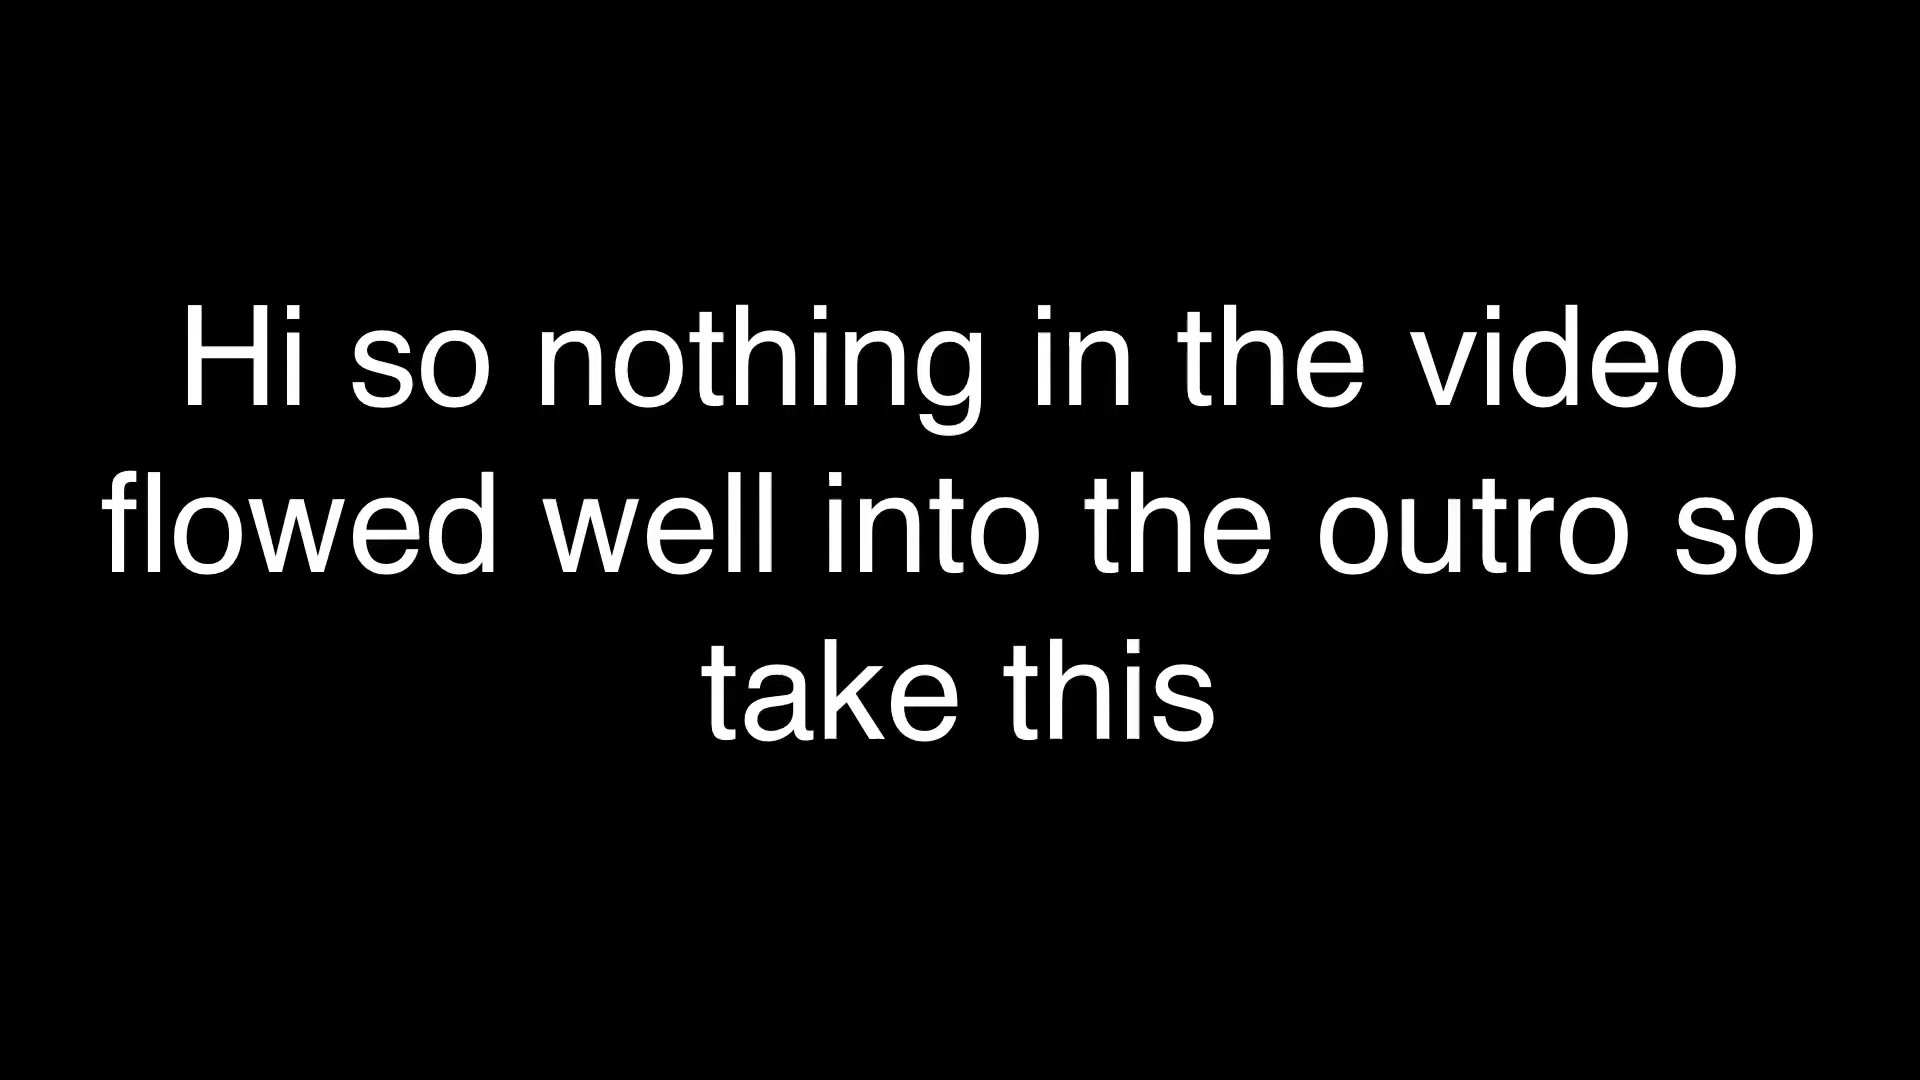 Hi so nothing in the video
flowed well into the outro so
take this